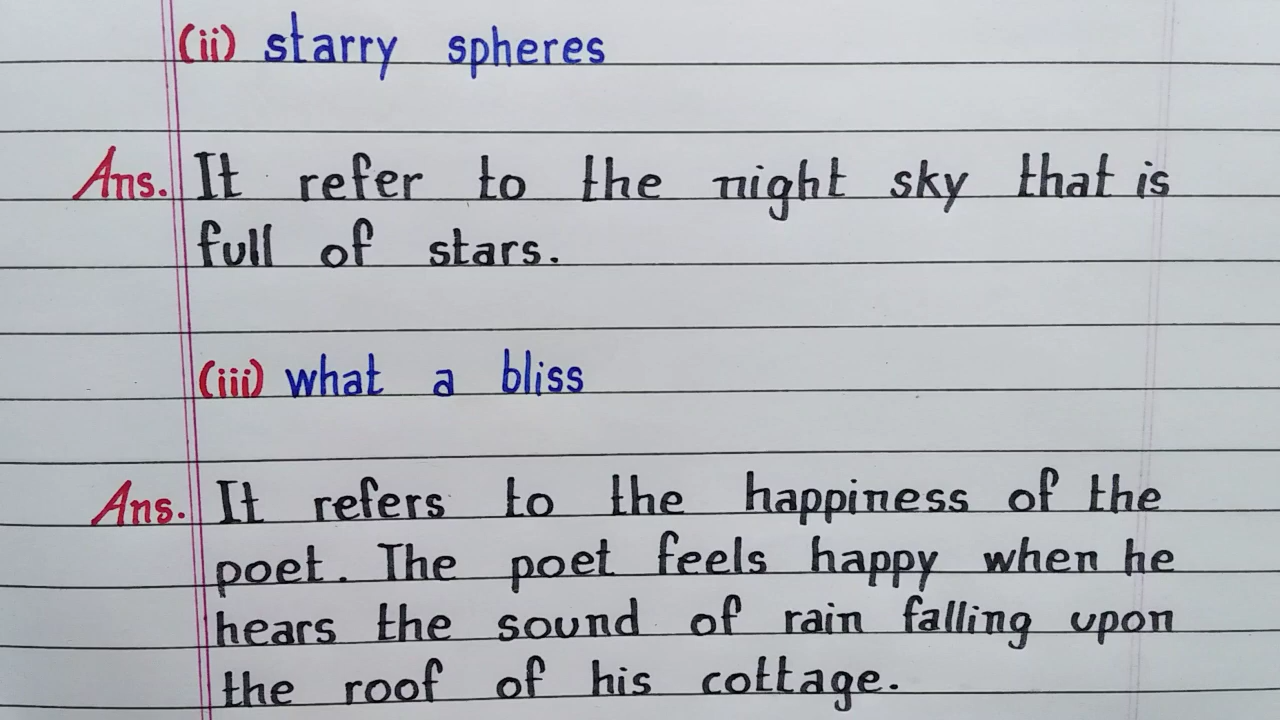 (ii) starry spheres
Ans. It refer to the night sky that is
full of stars.
(iii) what a bliss
Ans. It refers to the happiness of the
poet. The poet feels happy when he
hears the sound of rain falling upon
the roof of his cottage.